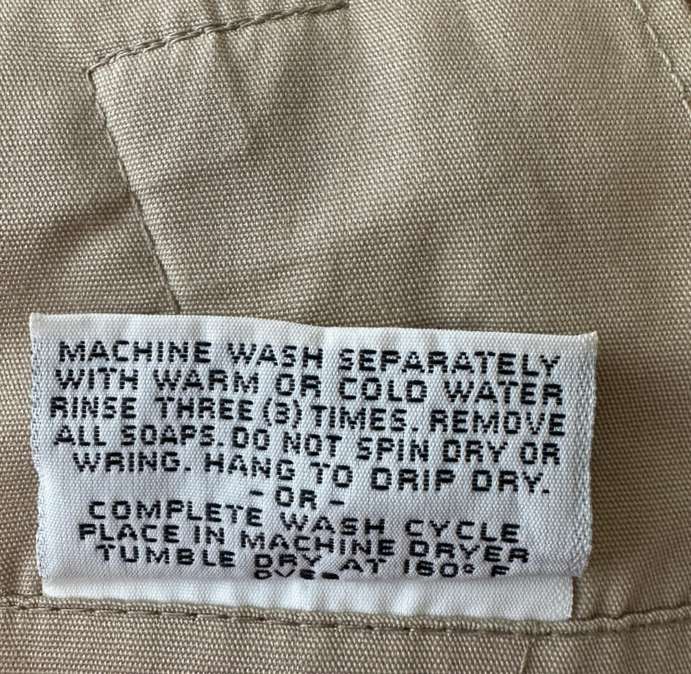 MACHINE WASH SEPARATELY
WITH WARM OR COLD WATER
RINSE THREE (3) TIMES. REMOVE
ALL SOAPS. DO NOT SPIN DRY OR
WRING. HANG TO DRIP DRY.
- OR -
COMPLETE WASH CYCLE
PLACE IN MACHINE DRYER
TUMBLE DRY AT 160° F